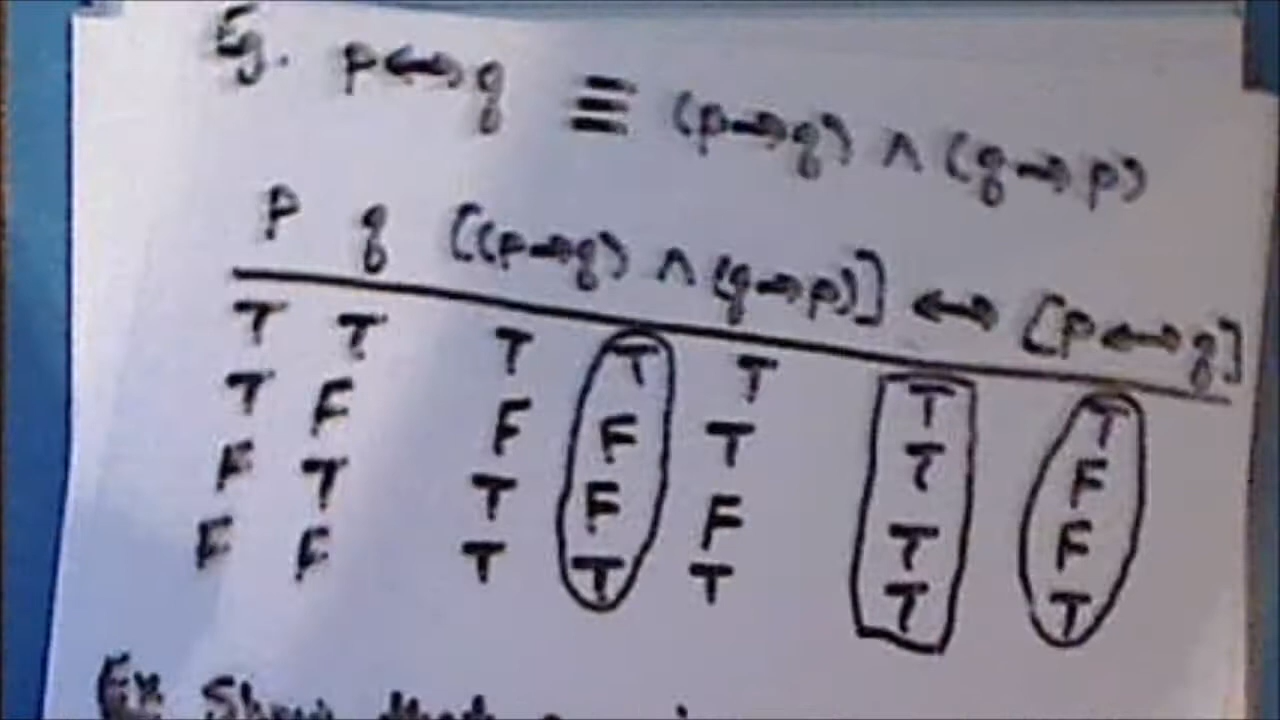 Eg. p↔q ≡ (p→q) ∧ (q→p)
p q [(p→q) ∧ (q→p)] ↔ [p↔q]
T T T T T T T
T F F F T T F
F T T F F T F
F F T T T T T
Ex Show that